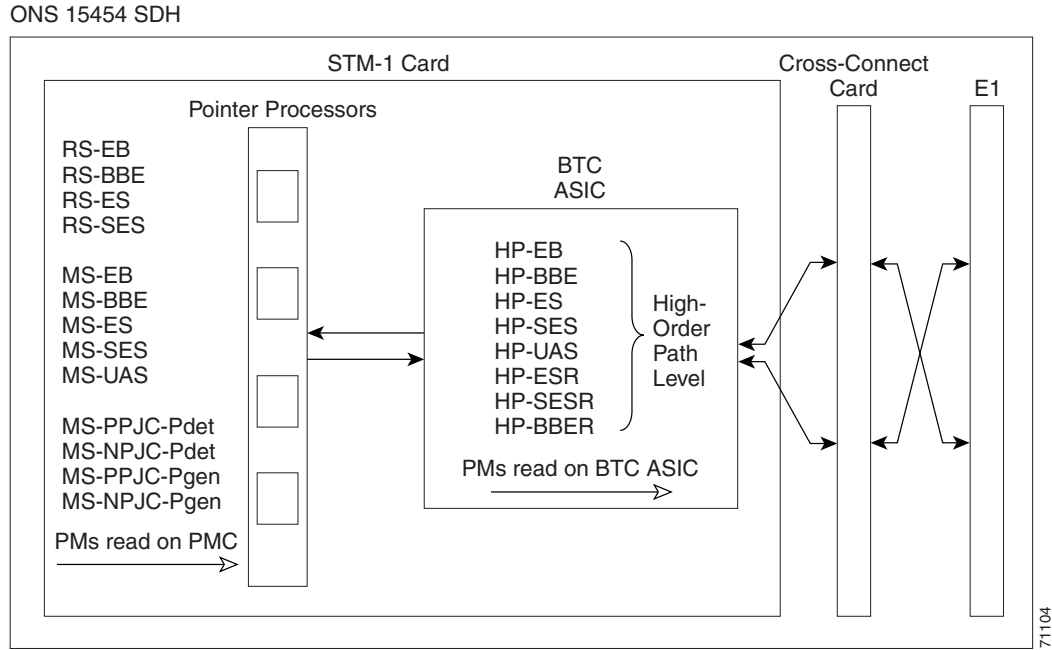 ONS 15454 SDH
STM-1 Card
Cross-Connect
Card
E1
Pointer Processors
RS-EB
RS-BBE
RS-ES
RS-SES
MS-EB
MS-BBE
MS-ES
MS-SES
MS-UAS
MS-PPJC-Pdet
MS-NPJC-Pdet
MS-PPJC-Pgen
MS-NPJC-Pgen
PMs read on PMC
BTC
ASIC
HP-EB
HP-BBE
HP-ES
HP-SES
HP-UAS
HP-ESR
HP-SESR
HP-BBER
High-
Order
Path
Level
PMs read on BTC ASIC
71104